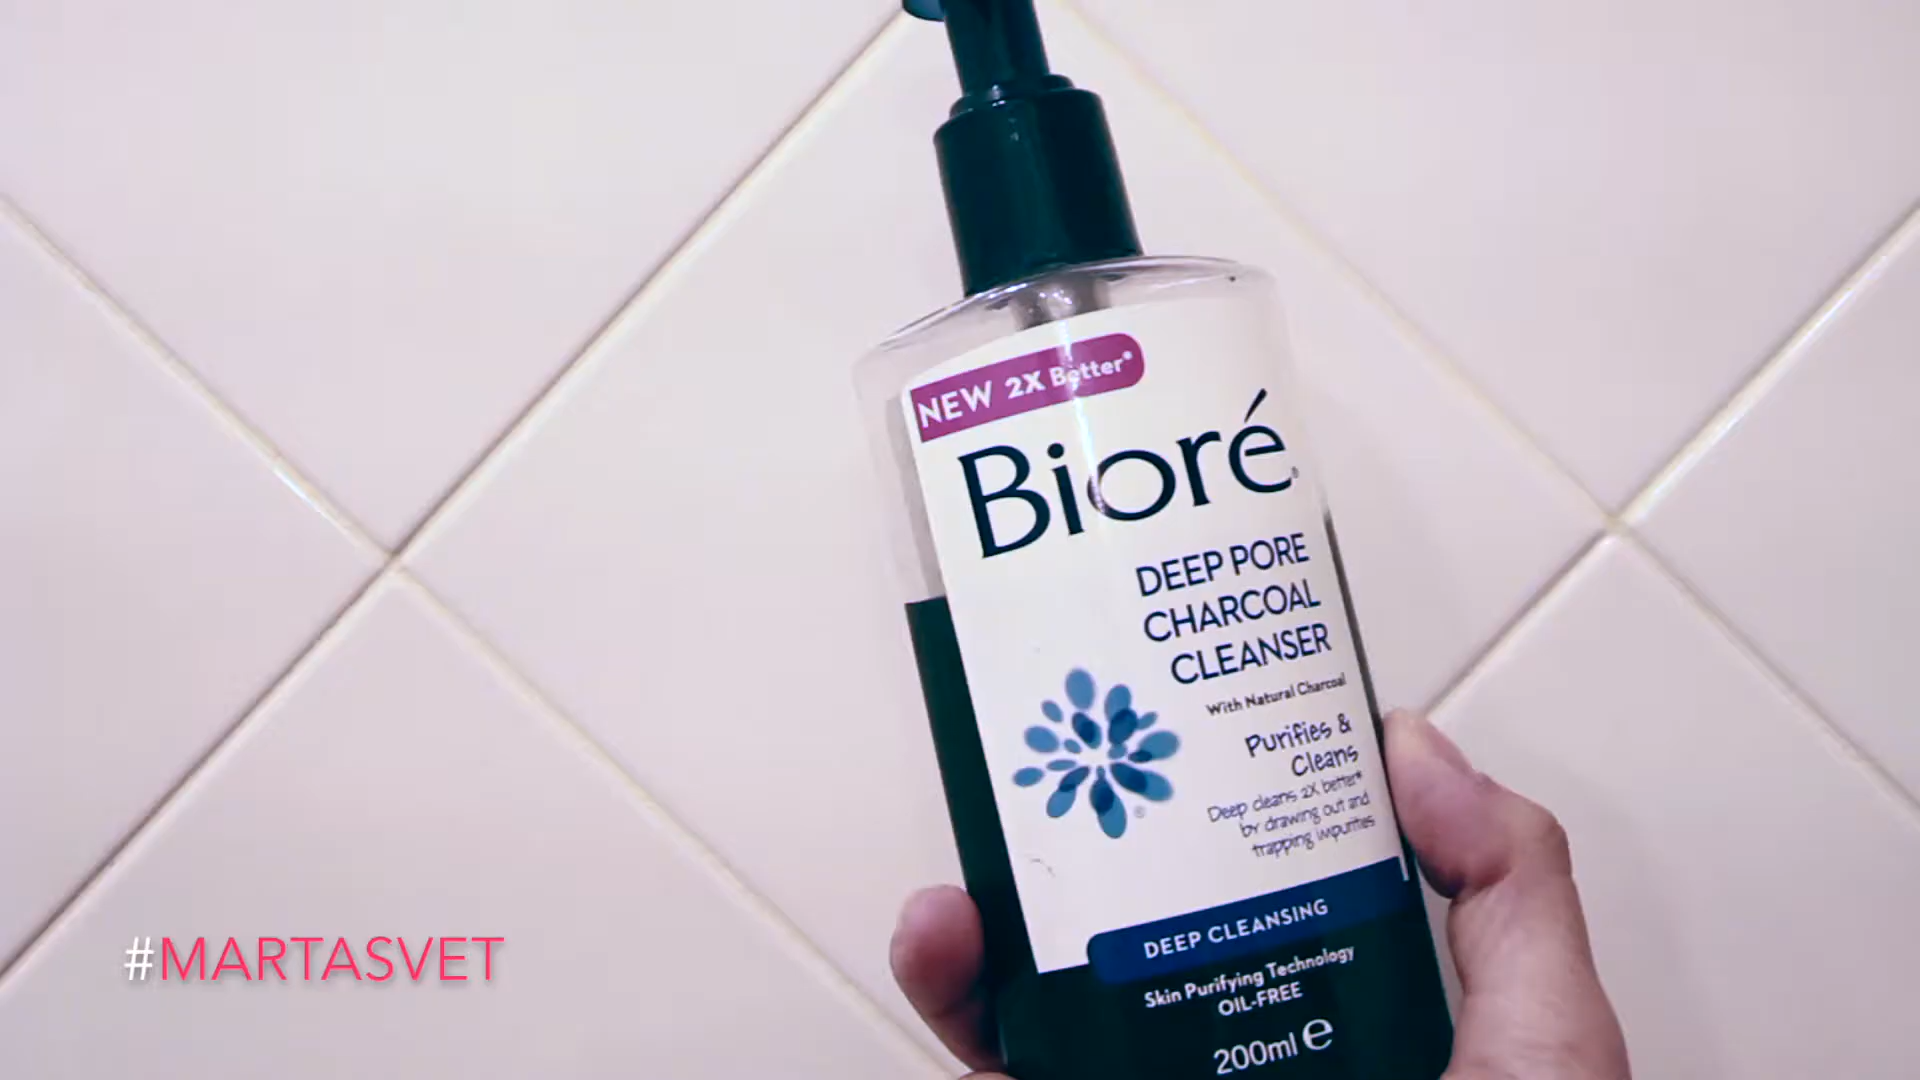 NEW 2X Better*
Bioré®
DEEP PORE
CHARCOAL
CLEANSER
With Natural Charcoal
Purifies &
Cleans
Deep cleans 2X better*
by drawing out and
trapping impurites
®
DEEP CLEANSING
Skin Purifying Technology
OIL-FREE
200ml e
#MARTASVET